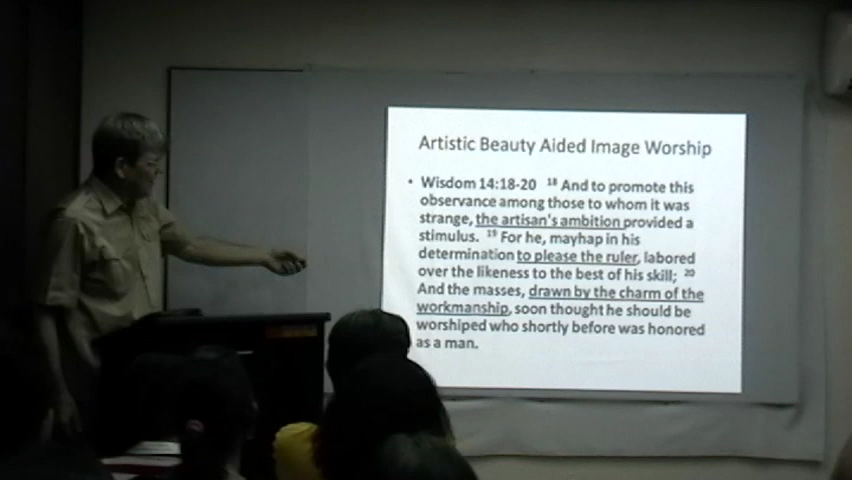 Artistic Beauty Aided Image Worship
• Wisdom 14:18-20 18 And to promote this
observance among those to whom it was
strange, the artisan's ambition provided a
stimulus. 19 For he, mayhap in his
determination to please the ruler, labored
over the likeness to the best of his skill; 20
And the masses, drawn by the charm of the
workmanship, soon thought he should be
worshiped who shortly before was honored
as a man.